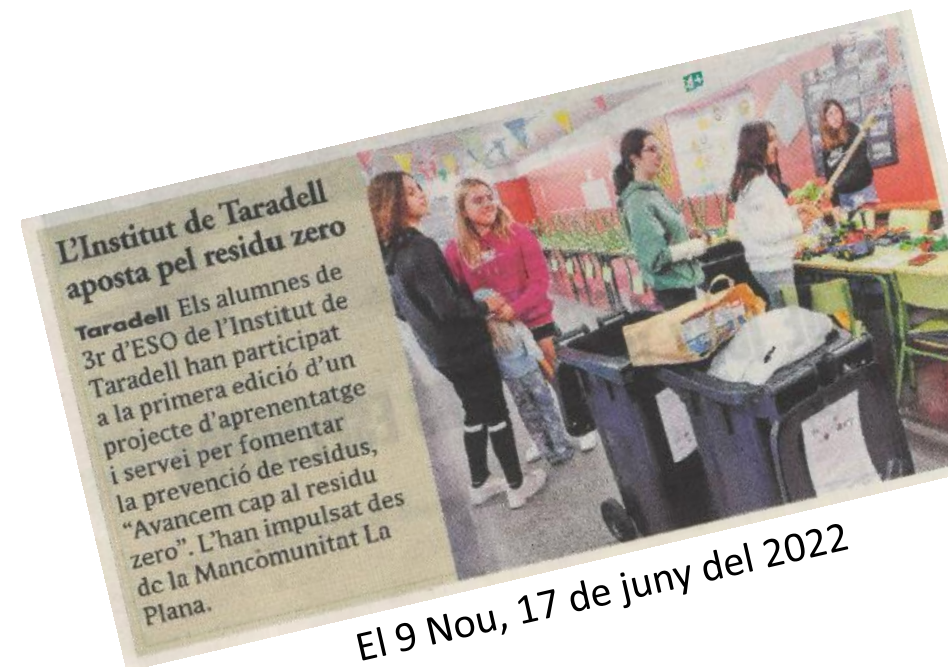 L'Institut de Taradell
aposta pel residu zero
Taradell Els alumnes de
3r d'ESO de l'Institut de
Taradell han participat
a la primera edició d'un
projecte d'aprenentatge
i servei per fomentar
la prevenció de residus,
“Avancem cap al residu
zero”. L'han impulsat des
de la Mancomunitat La
Plana.
El 9 Nou, 17 de juny del 2022